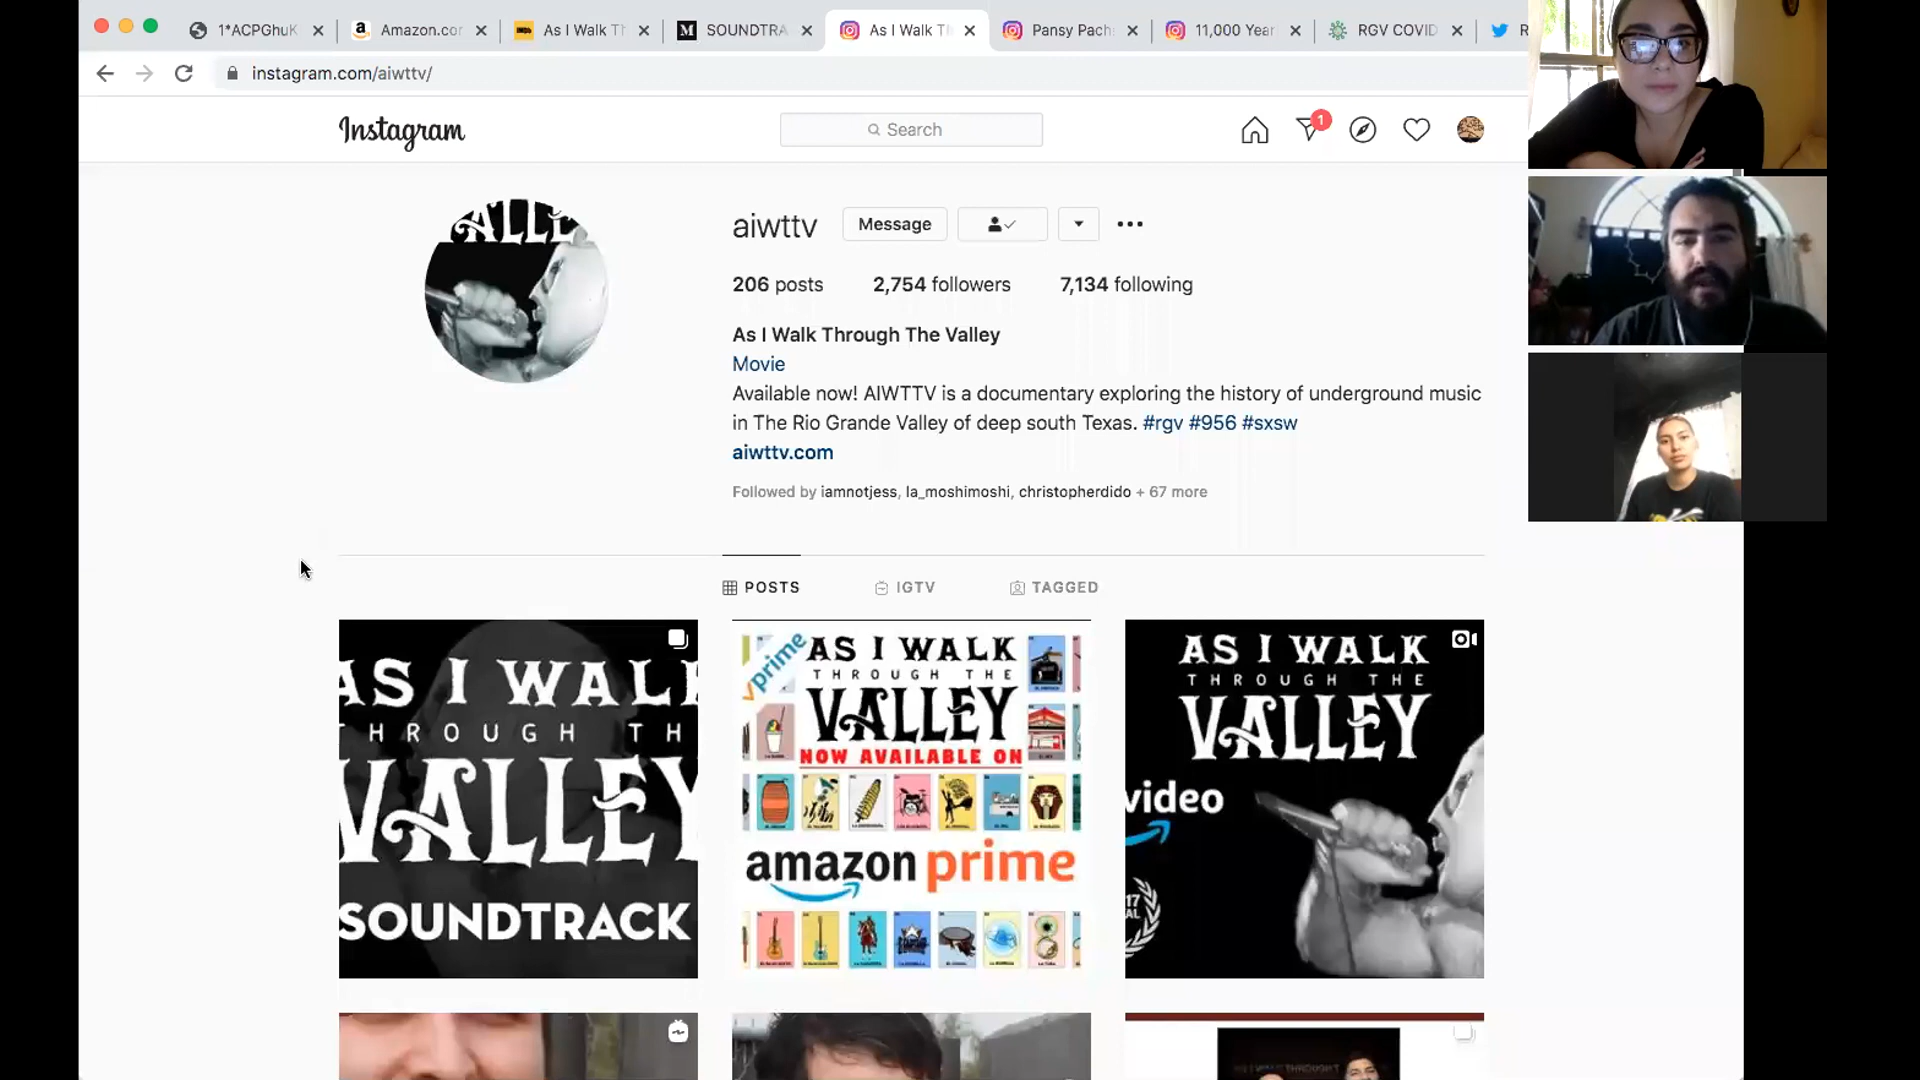 1*ACPGhuK
Amazon.cor
As I Walk Th
SOUNDTRA
As I Walk Th
Pansy Pach
11,000 Year
RGV COVID
R
instagram.com/aiwttv/
Instagram
Search
1
aiwttv
Message
206 posts
2,754 followers
7,134 following
As I Walk Through The Valley
Movie
Available now! AIWTTV is a documentary exploring the history of underground music
in The Rio Grande Valley of deep south Texas. #rgv #956 #sxsw
aiwttv.com
Followed by iamnotjess, la_moshimoshi, christopherdido + 67 more
POSTS
IGTV
TAGGED
AS I WALK
THROUGH TH
VALLEY
SOUNDTRACK
prime
AS I WALK
THROUGH THE
VALLEY
NOW AVAILABLE ON
amazon prime
AS I WALK
THROUGH THE
VALLEY
video
17
AL